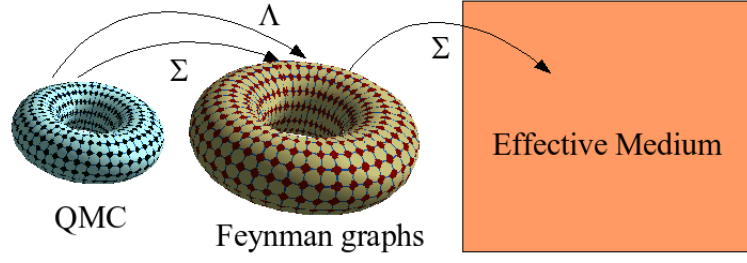 Λ
Σ
Σ
Effective Medium
QMC
Feynman graphs